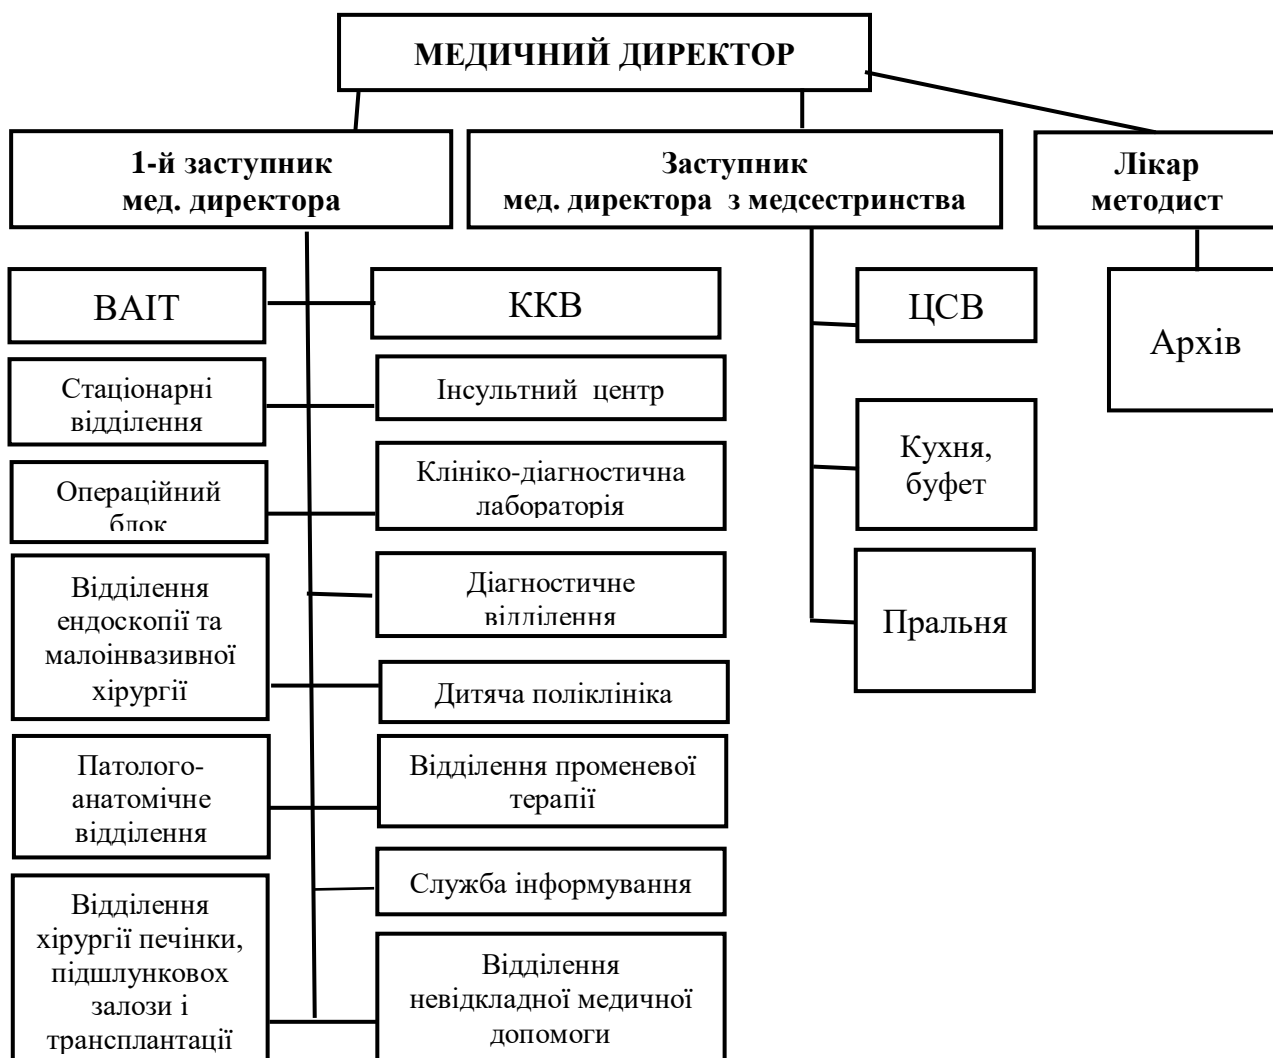 МЕДИЧНИЙ ДИРЕКТОР
1-й заступник
мед. директора
Заступник
мед. директора з медсестринства
Лікар
методист
ВАІТ
ККВ
ЦСВ
Архів
Стаціонарні
відділення
Інсультний центр
Кухня,
буфет
Операційний
блок
Клініко-діагностична
лабораторія
Відділення
ендоскопії та
малоінвазивної
хірургії
Діагностичне
відділення
Пральня
Дитяча поліклініка
Патолого-
анатомічне
відділення
Відділення променевої
терапії
Служба інформування
Відділення
хірургії печінки,
підшлункових
залози і
трансплантації
Відділення
невідкладної медичної
допомоги